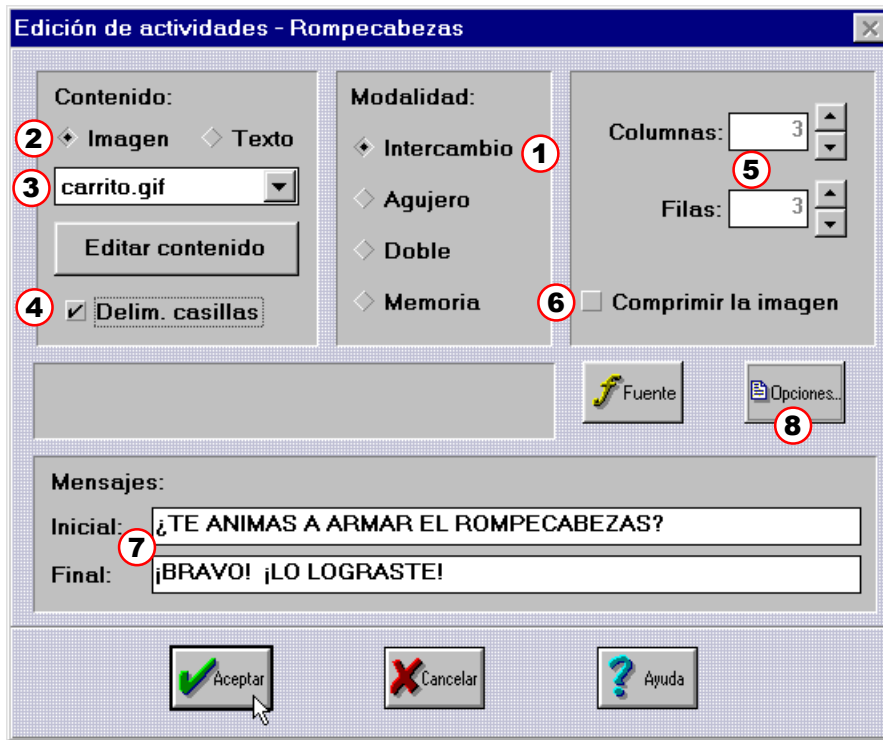 Edición de actividades - Rompecabezas
Contenido:
2 Imagen Texto
3 carrito.gif
Editar contenido
4 Delim. casillas
Modalidad:
Intercambio 1
Agujero
Doble
Memoria
Columnas: 3
5
Filas: 3
6 Comprimir la imagen
Fuente
Opciones...
8
Mensajes:
Inicial: ¿TE ANIMAS A ARMAR EL ROMPECABEZAS?
7
Final: ¡BRAVO! ¡LO LOGRASTE!
Aceptar Cancelar Ayuda